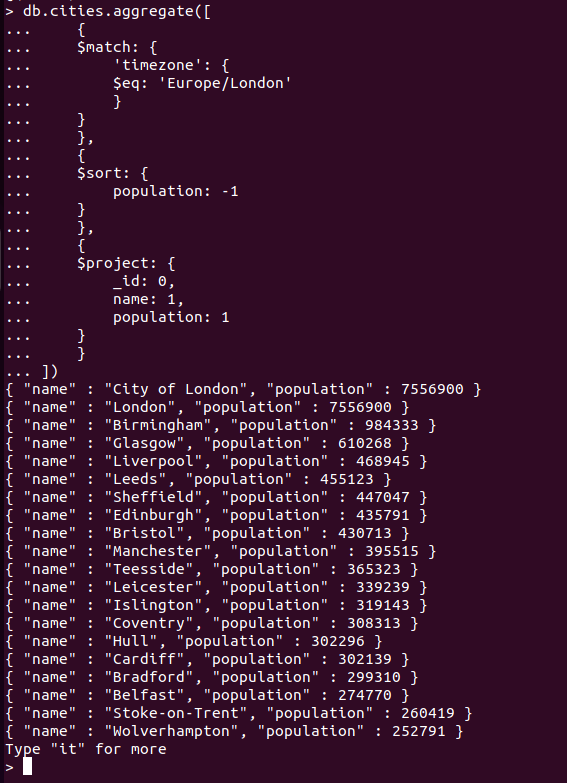 > db.cities.aggregate([
...     {
...     $match: {
...         'timezone': {
...         $eq: 'Europe/London'
...         }
...     }
...     },
...     {
...     $sort: {
...         population: -1
...     }
...     },
...     {
...     $project: {
...         _id: 0,
...         name: 1,
...         population: 1
...     }
...     }
... ])
{ "name" : "City of London", "population" : 7556900 }
{ "name" : "London", "population" : 7556900 }
{ "name" : "Birmingham", "population" : 984333 }
{ "name" : "Glasgow", "population" : 610268 }
{ "name" : "Liverpool", "population" : 468945 }
{ "name" : "Leeds", "population" : 455123 }
{ "name" : "Sheffield", "population" : 447047 }
{ "name" : "Edinburgh", "population" : 435791 }
{ "name" : "Bristol", "population" : 430713 }
{ "name" : "Manchester", "population" : 395515 }
{ "name" : "Teesside", "population" : 365323 }
{ "name" : "Leicester", "population" : 339239 }
{ "name" : "Islington", "population" : 319143 }
{ "name" : "Coventry", "population" : 308313 }
{ "name" : "Hull", "population" : 302296 }
{ "name" : "Cardiff", "population" : 302139 }
{ "name" : "Bradford", "population" : 299310 }
{ "name" : "Belfast", "population" : 274770 }
{ "name" : "Stoke-on-Trent", "population" : 260419 }
{ "name" : "Wolverhampton", "population" : 252791 }
Type "it" for more
>